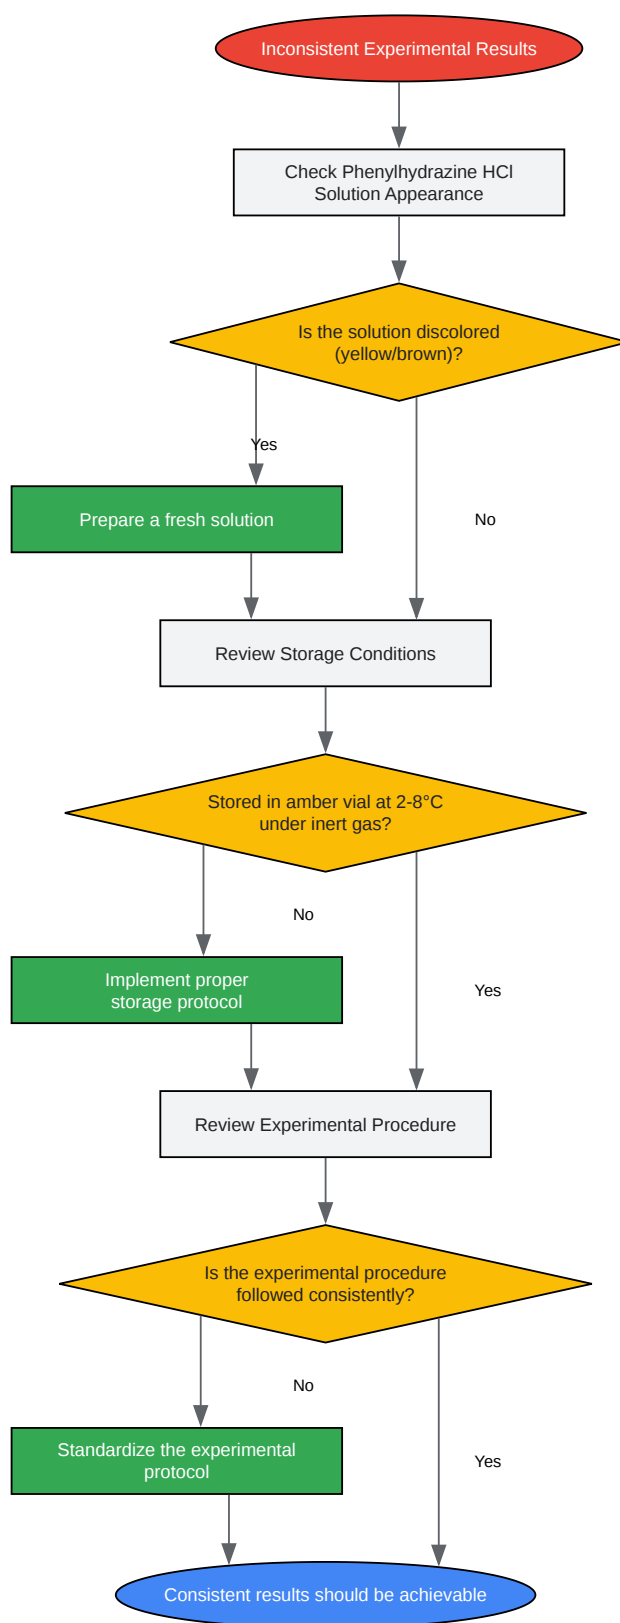 Inconsistent Experimental Results
Check Phenylhydrazine HCl
Solution Appearance
Is the solution discolored
(yellow/brown)?
Yes
Prepare a fresh solution
No
Review Storage Conditions
Stored in amber vial at 2-8°C
under inert gas?
No
Implement proper
storage protocol
Yes
Review Experimental Procedure
Is the experimental procedure
followed consistently?
No
Standardize the experimental
protocol
Yes
Consistent results should be achievable